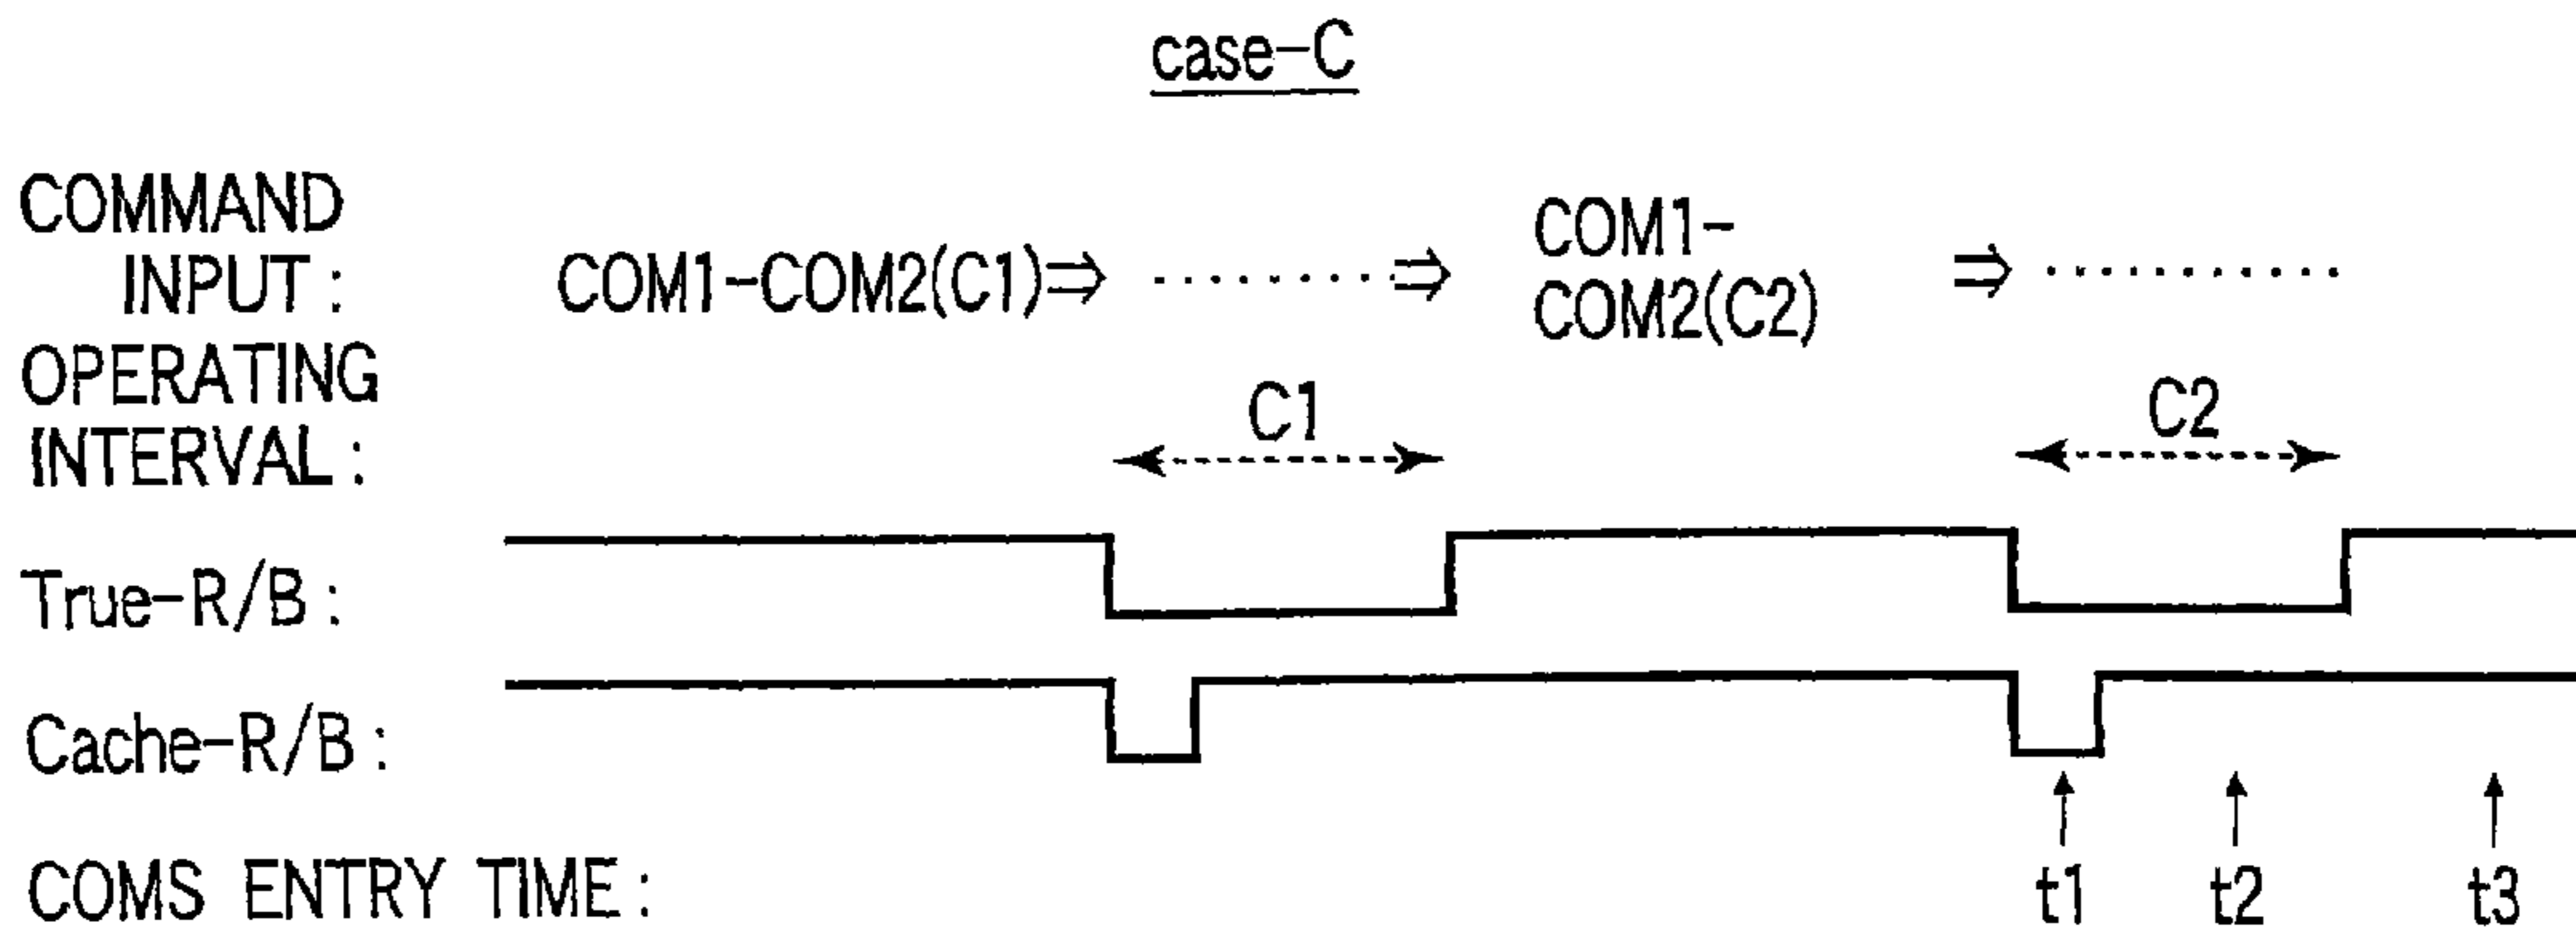 case-C
COMMAND
INPUT :
COM1-COM2(C1)⇒ ·········⇒
COM1-
COM2(C2)
⇒ ···········
OPERATING
INTERVAL :
C1
C2
True-R/B :
Cache-R/B :
COMS ENTRY TIME :
t1
t2
t3